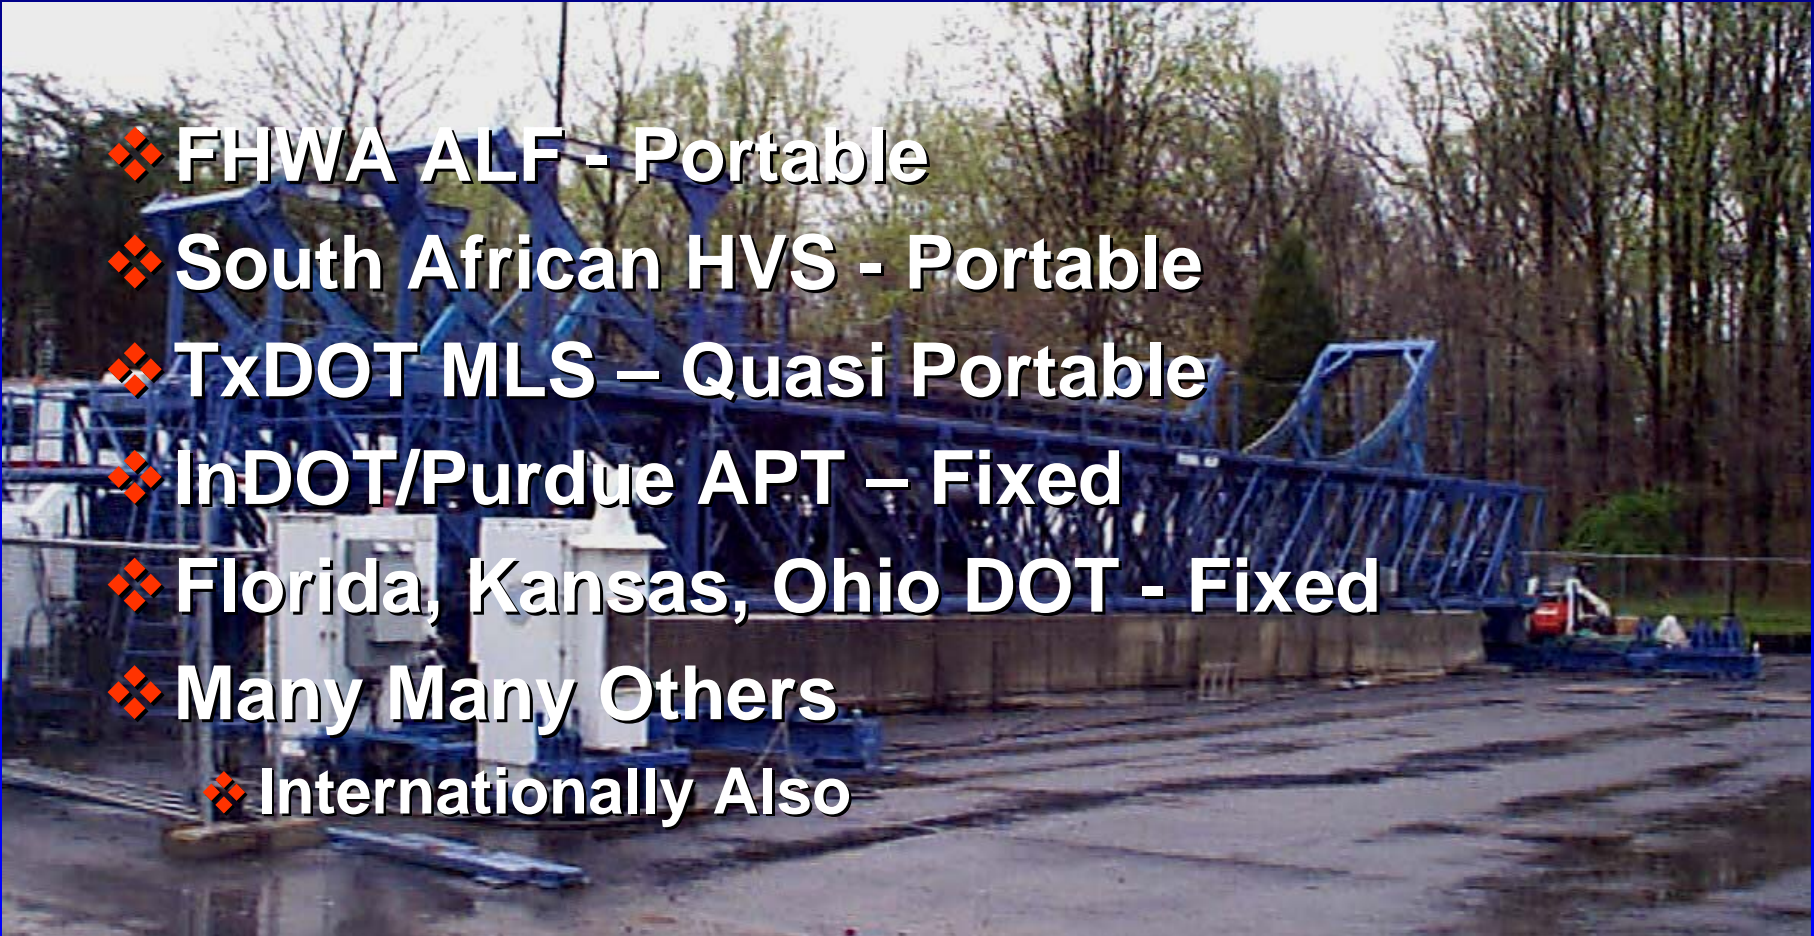 FHWA ALF - Portable
South African HVS - Portable
TxDOT MLS – Quasi Portable
InDOT/Purdue APT – Fixed
Florida, Kansas, Ohio DOT - Fixed
Many Many Others
Internationally Also